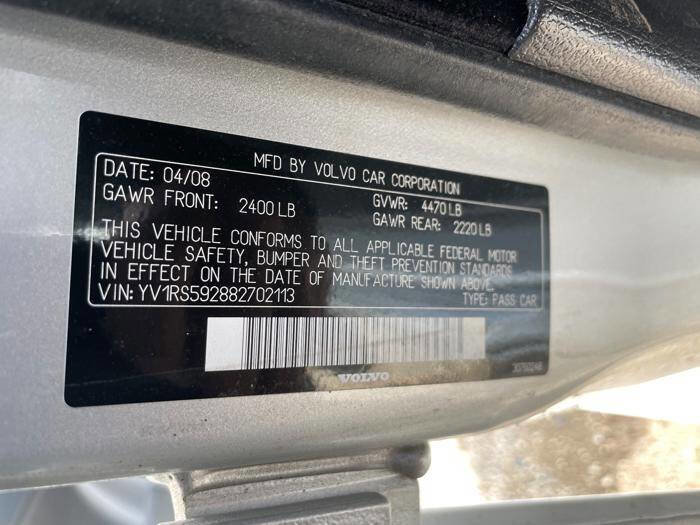 MFD BY VOLVO CAR CORPORATION
DATE: 04/08 GVWR: 4470 LB
GAWR FRONT: 2400 LB GAWR REAR: 2220 LB
THIS VEHICLE CONFORMS TO ALL APPLICABLE FEDERAL MOTOR
VEHICLE SAFETY, BUMPER AND THEFT PREVENTION STANDARDS
IN EFFECT ON THE DATE OF MANUFACTURE SHOWN ABOVE.
VIN: YV1RS592882702113 TYPE: PASS CAR
VOLVO